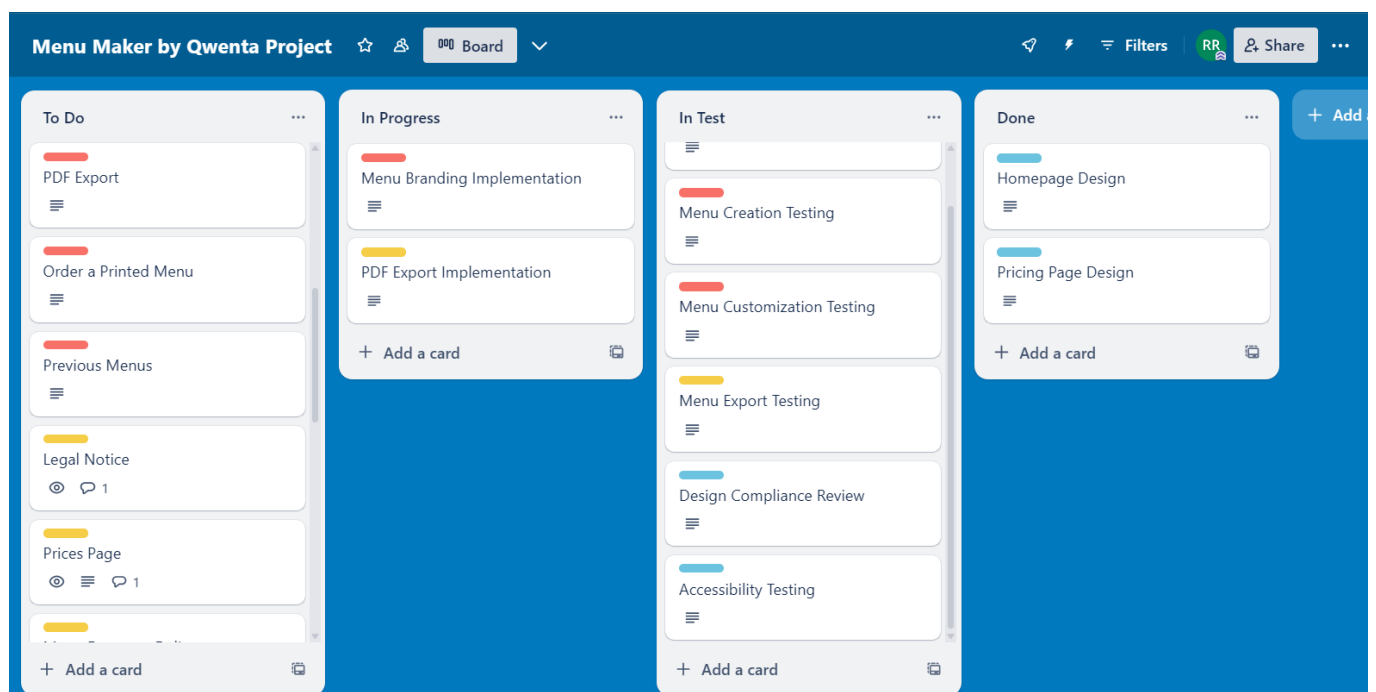 Menu Maker by Qwenta Project
Board
Filters
RR
Share
To Do
PDF Export
Order a Printed Menu
Previous Menus
Legal Notice
1
Prices Page
1
+ Add a card
In Progress
Menu Branding Implementation
PDF Export Implementation
+ Add a card
In Test
Menu Creation Testing
Menu Customization Testing
Menu Export Testing
Design Compliance Review
Accessibility Testing
+ Add a card
Done
Homepage Design
Pricing Page Design
+ Add a card
+ Add